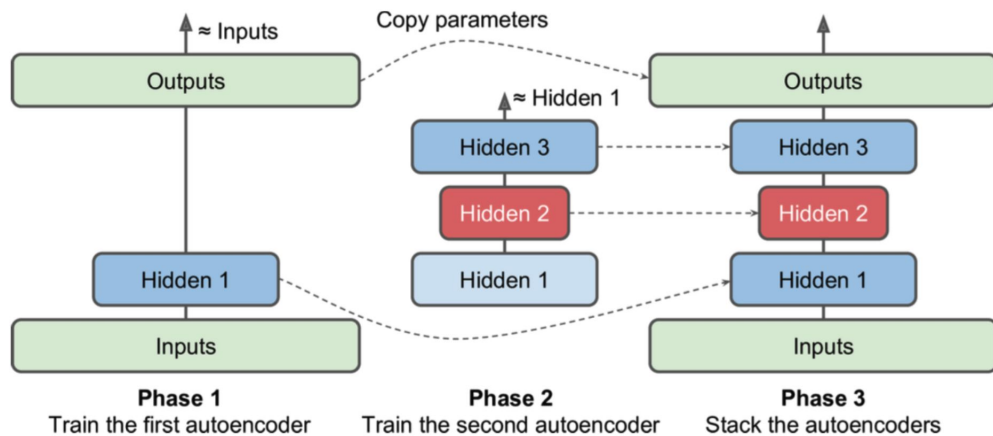 ≈ Inputs
Outputs
Hidden 1
Inputs
Phase 1
Train the first autoencoder
Copy parameters
≈ Hidden 1
Hidden 3
Hidden 2
Hidden 1
Phase 2
Train the second autoencoder
Outputs
Hidden 3
Hidden 2
Hidden 1
Inputs
Phase 3
Stack the autoencoders